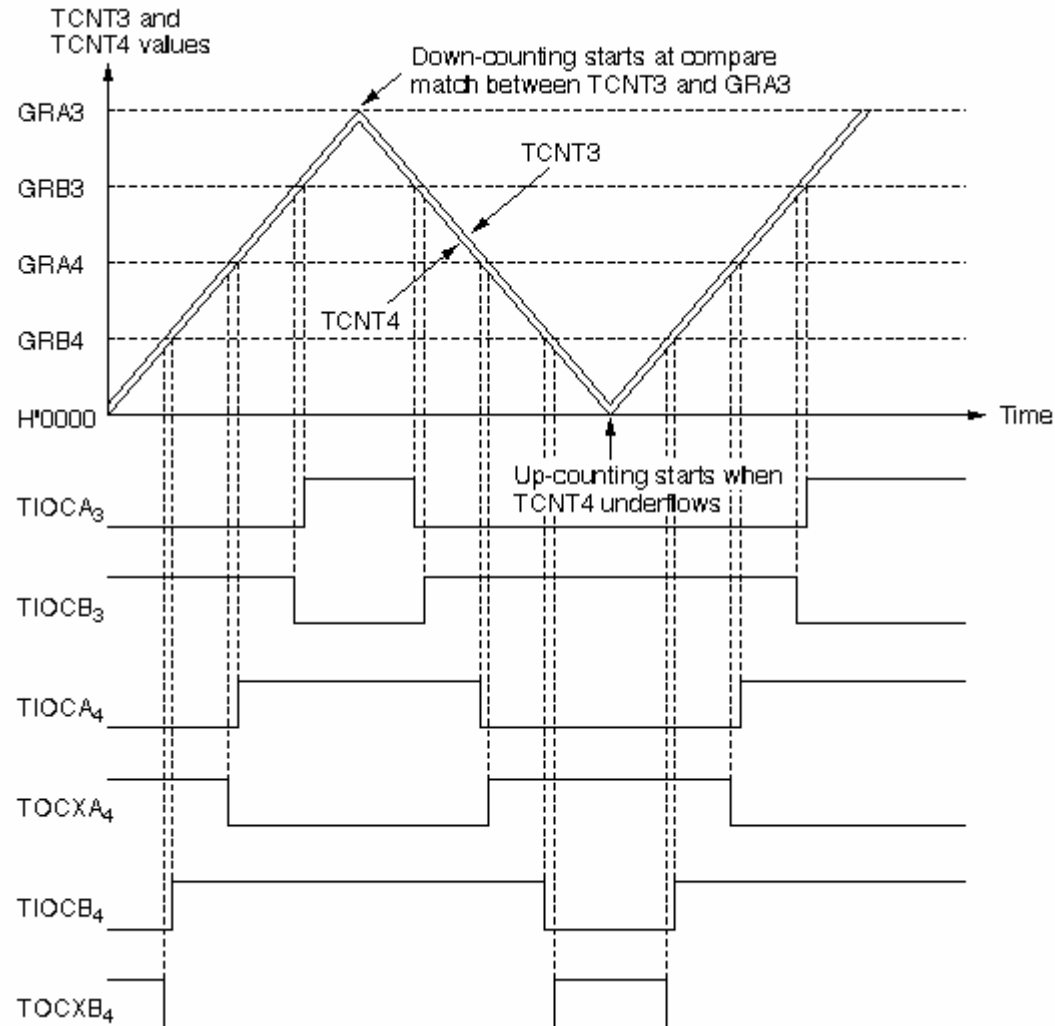 TCNT3 and
TCNT4 values
Down-counting starts at compare
match between TCNT3 and GRA3
GRA3
TCNT3
GRB3
GRA4
TCNT4
GRB4
H'0000
Time
Up-counting starts when
TCNT4 underflows
TIOCA₃
TIOCB₃
TIOCA₄
TOCXA₄
TIOCB₄
TOCXB₄